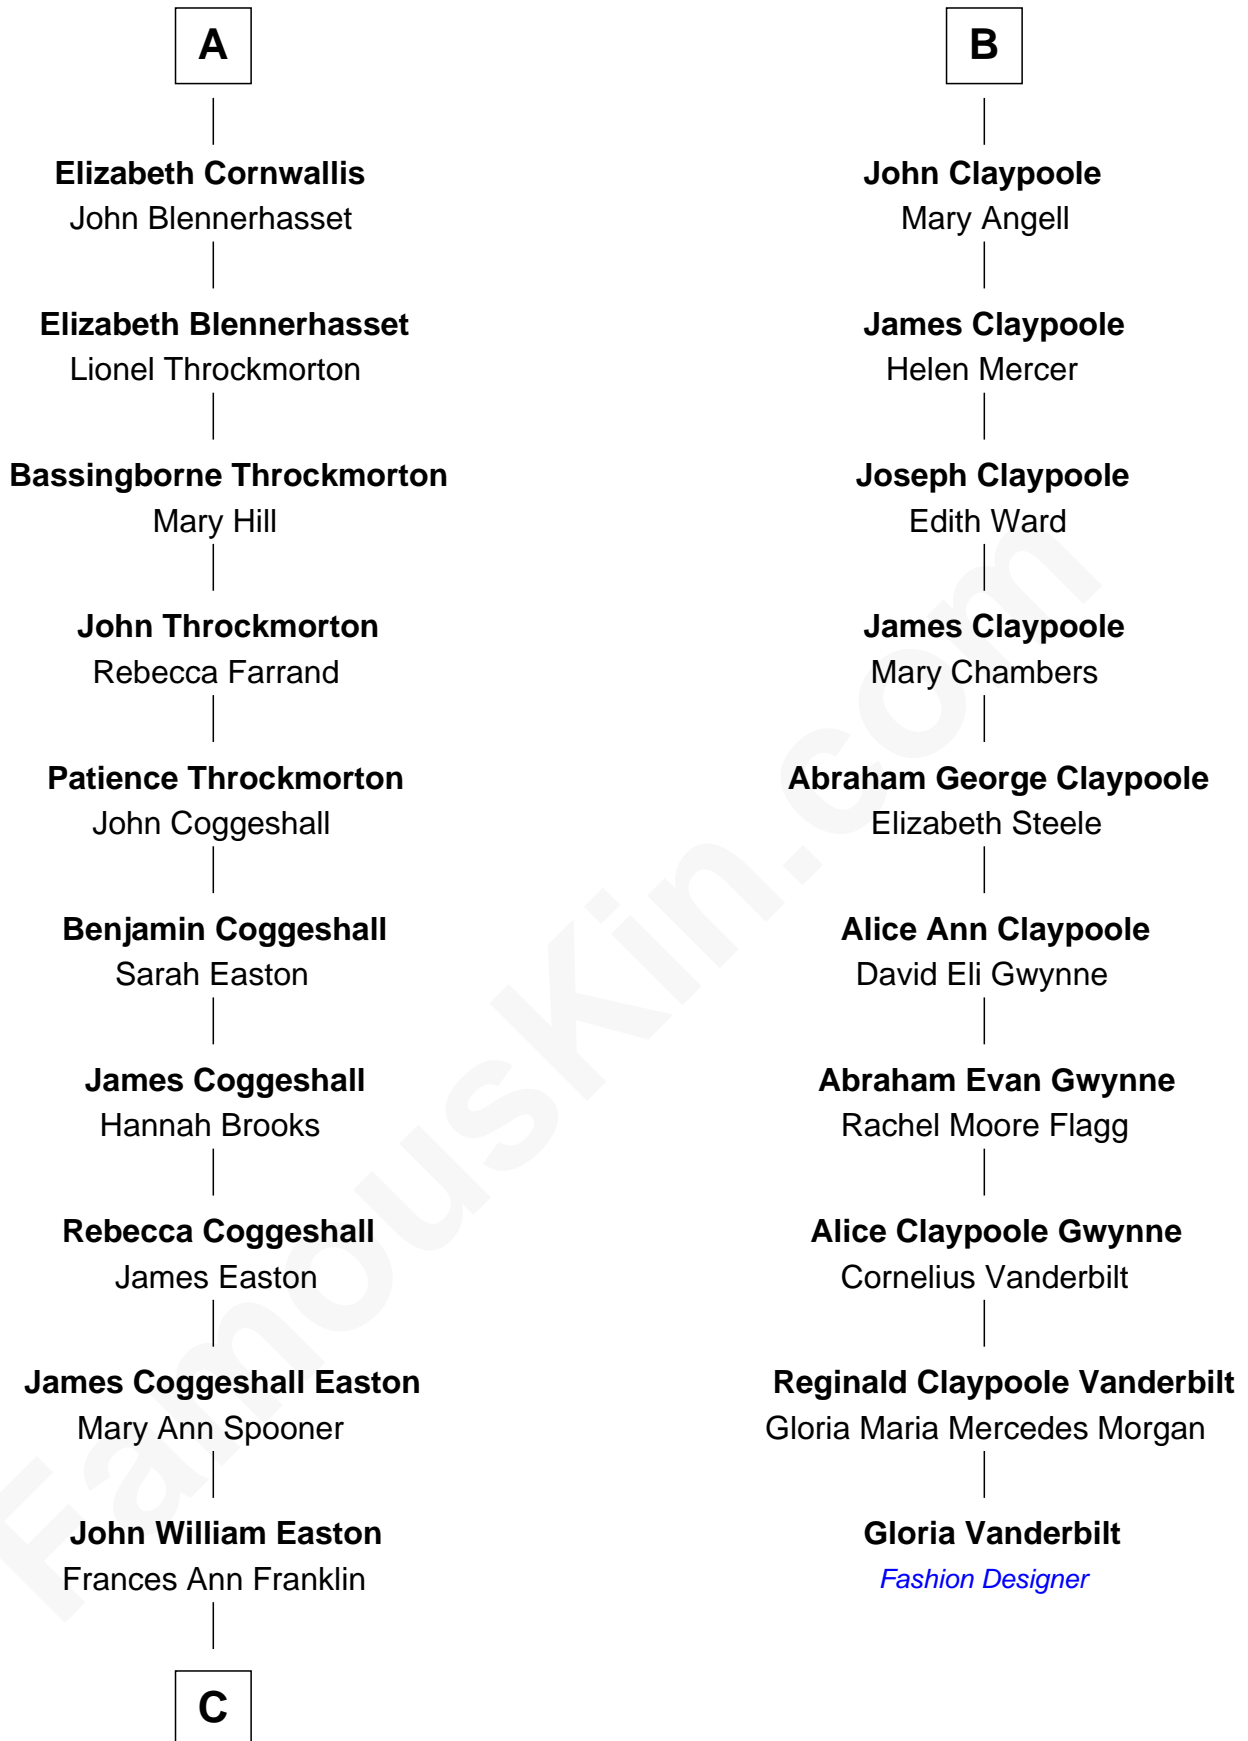 A
Elizabeth Cornwallis
John Blennerhasset
Elizabeth Blennerhasset
Lionel Throckmorton
Bassingborne Throckmorton
Mary Hill
John Throckmorton
Rebecca Farrand
Patience Throckmorton
John Coggeshall
Benjamin Coggeshall
Sarah Easton
James Coggeshall
Hannah Brooks
Rebecca Coggeshall
James Easton
James Coggeshall Easton
Mary Ann Spooner
John William Easton
Frances Ann Franklin
C
B
John Claypoole
Mary Angell
James Claypoole
Helen Mercer
Joseph Claypoole
Edith Ward
James Claypoole
Mary Chambers
Abraham George Claypoole
Elizabeth Steele
Alice Ann Claypoole
David Eli Gwynne
Abraham Evan Gwynne
Rachel Moore Flagg
Alice Claypoole Gwynne
Cornelius Vanderbilt
Reginald Claypoole Vanderbilt
Gloria Maria Mercedes Morgan
Gloria Vanderbilt
Fashion Designer
FamousKin.com